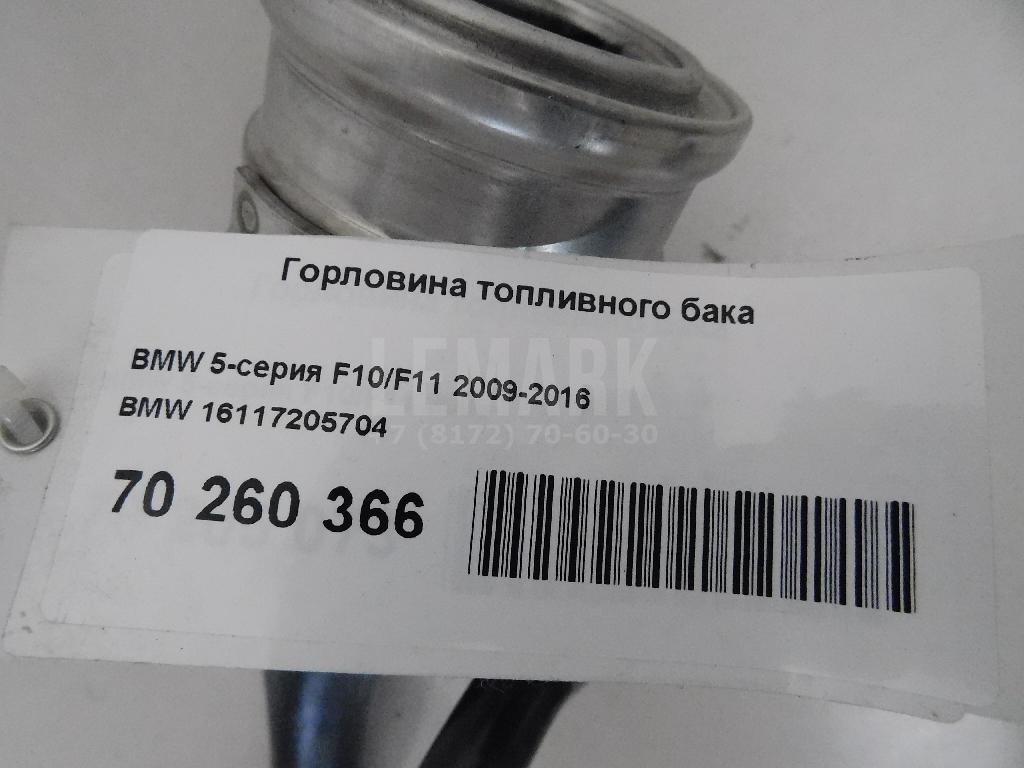 Горловина топливного бака
BMW 5-серия F10/F11 2009-2016
BMW 16117205704
LEMARK
+7 (8172) 70-60-30
70 260 366